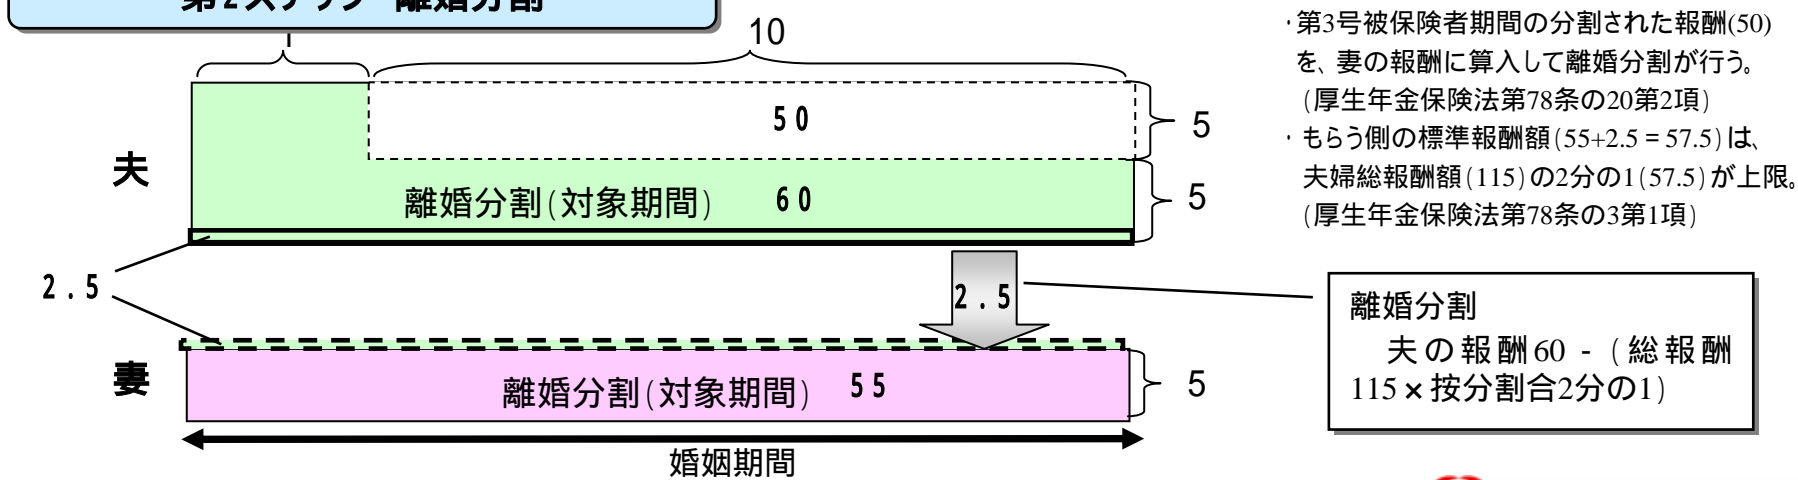 第2ステップ 離婚分割
1
10
50
5
夫
離婚分割(対象期間) 60
5
2.5
2.5
妻
離婚分割(対象期間) 55
5
婚姻期間
・第3号被保険者期間の分割された報酬(50)
を、妻の報酬に算入して離婚分割が行う。
(厚生年金保険法第78条の20第2項)
・もらう側の標準報酬額(55+2.5=57.5)は、
夫婦総報酬額(115)の2分の1(57.5)が上限。
(厚生年金保険法第78条の3第1項)
離婚分割
夫の報酬60 - (総報酬
115×按分割合2分の1)